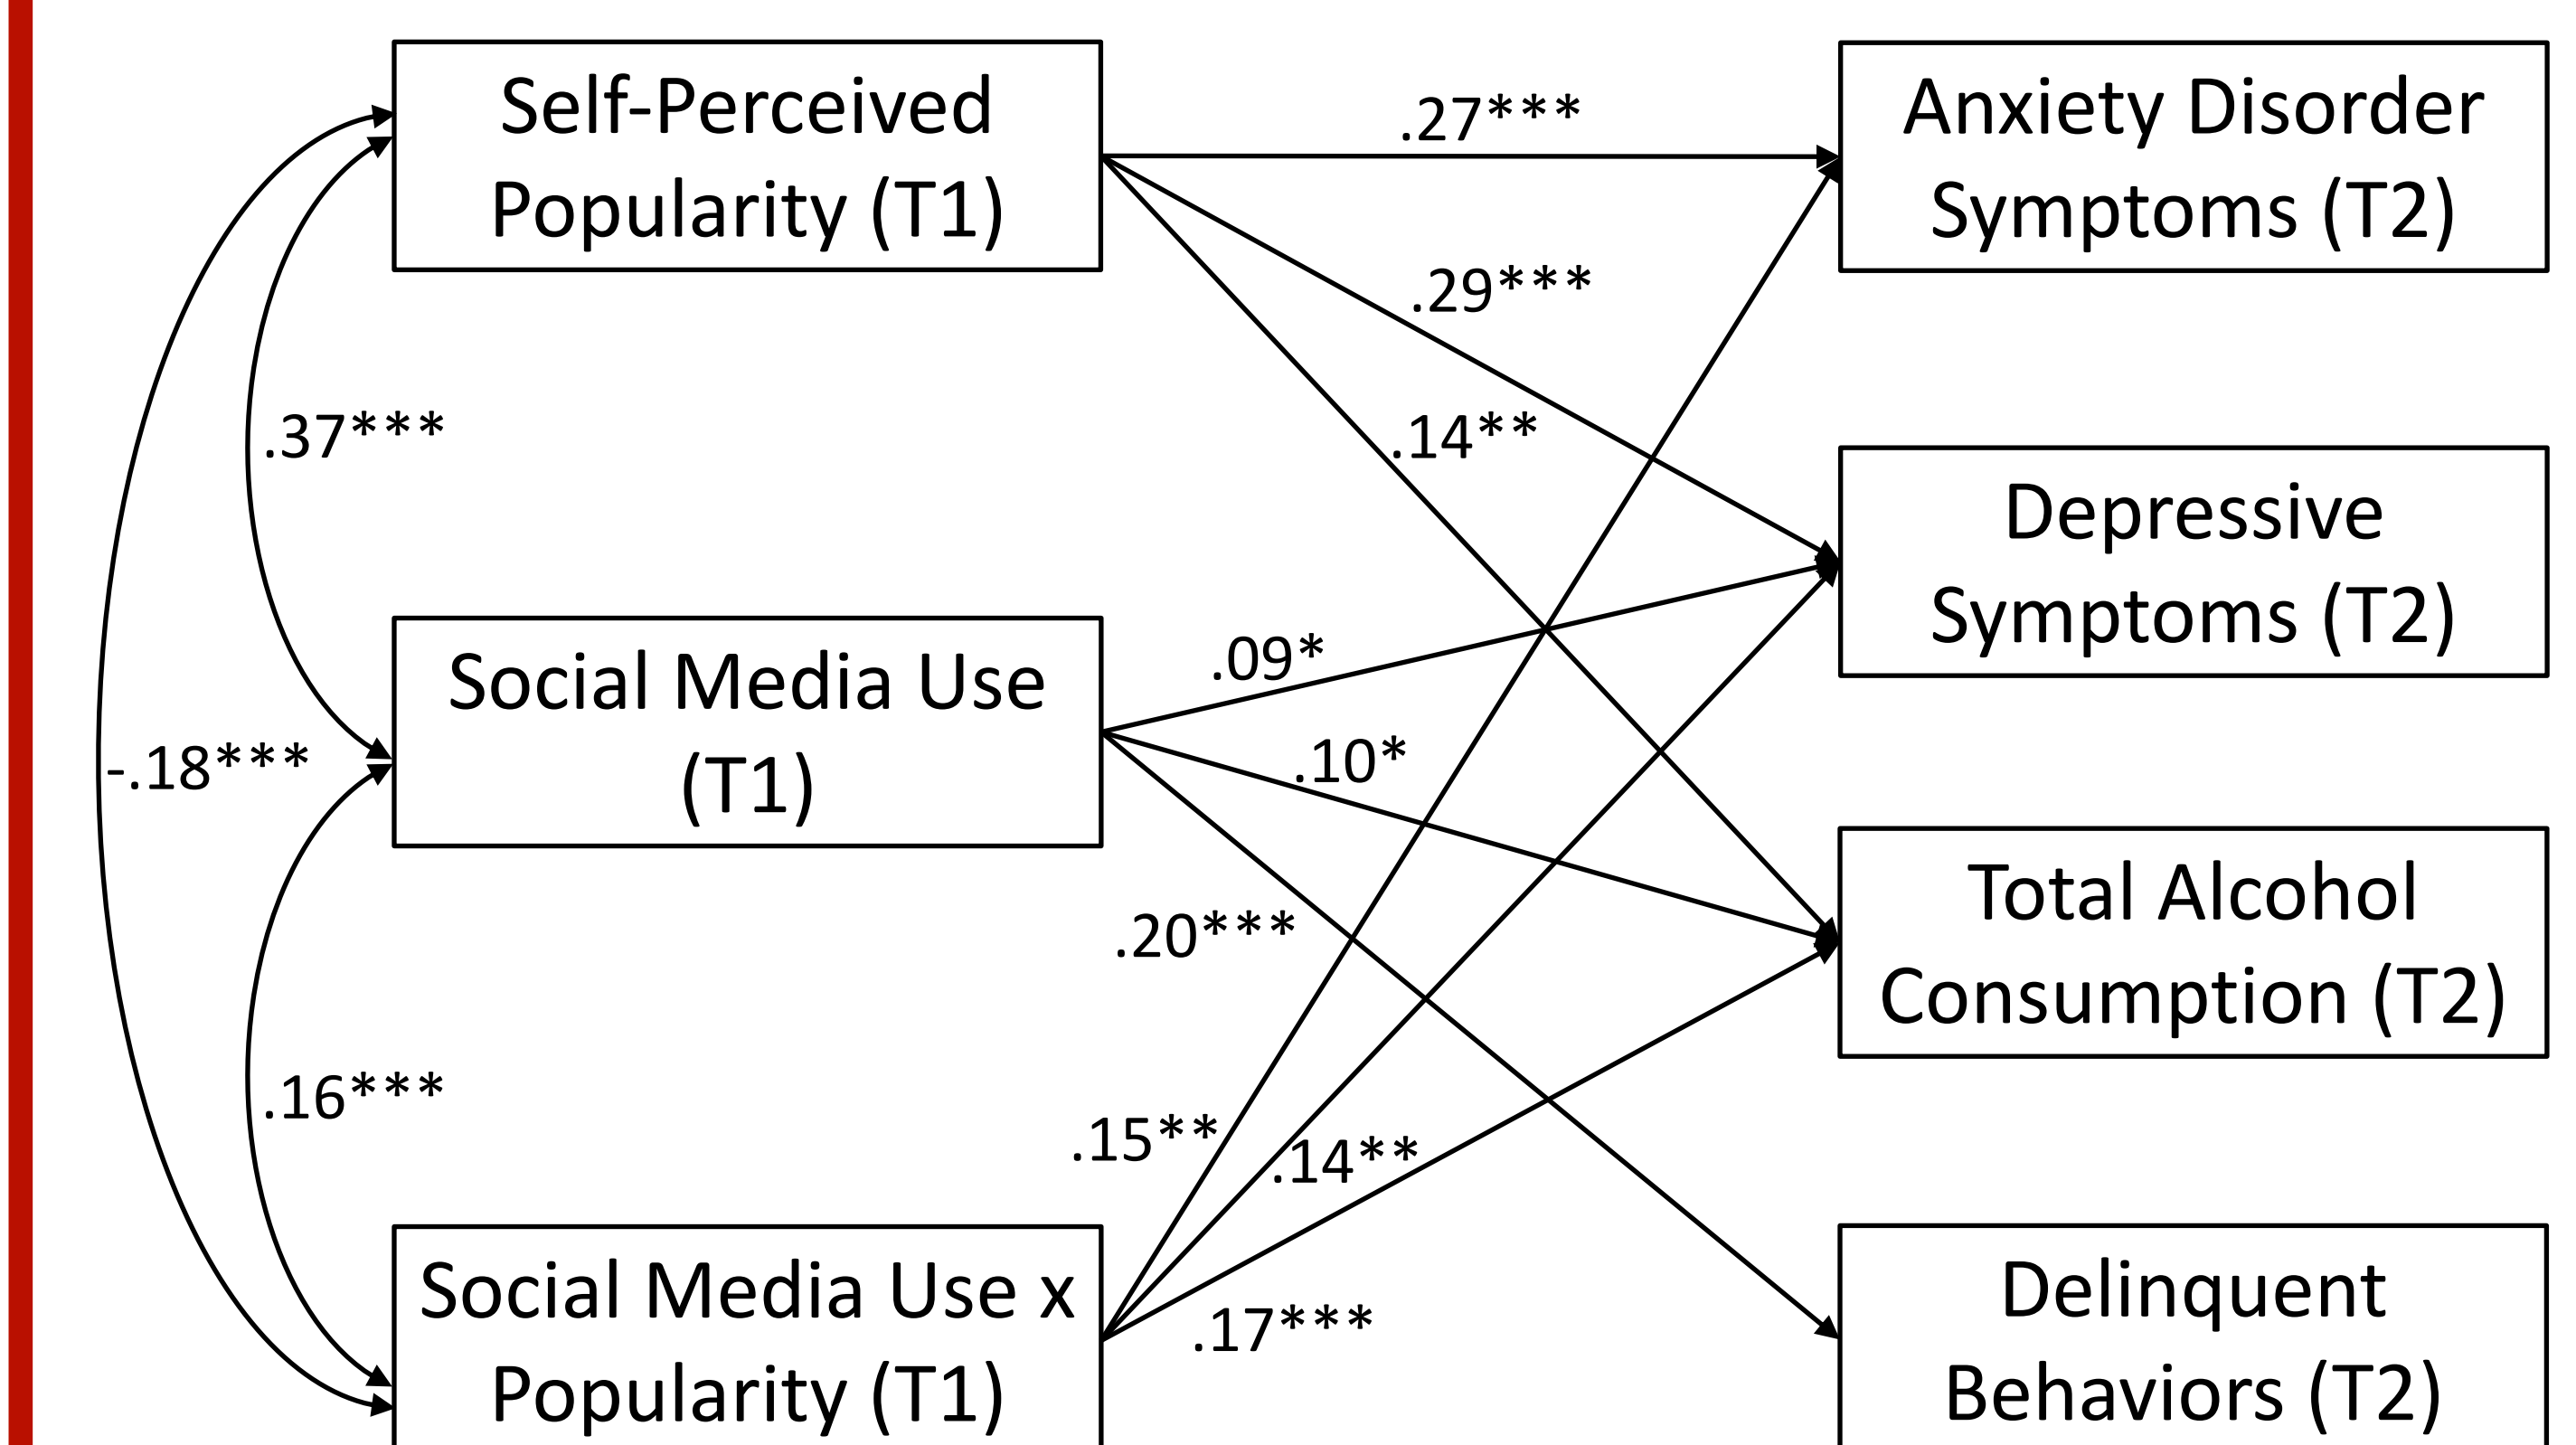 Self-Perceived
Popularity (T1)
Anxiety Disorder
Symptoms (T2)
.27***
.29***
.37***
.14**
Depressive
Symptoms (T2)
Social Media Use
(T1)
.09*
.10*
-.18***
.20***
Total Alcohol
Consumption (T2)
.16***
.15**
.14**
.17***
Social Media Use x
Popularity (T1)
Delinquent
Behaviors (T2)